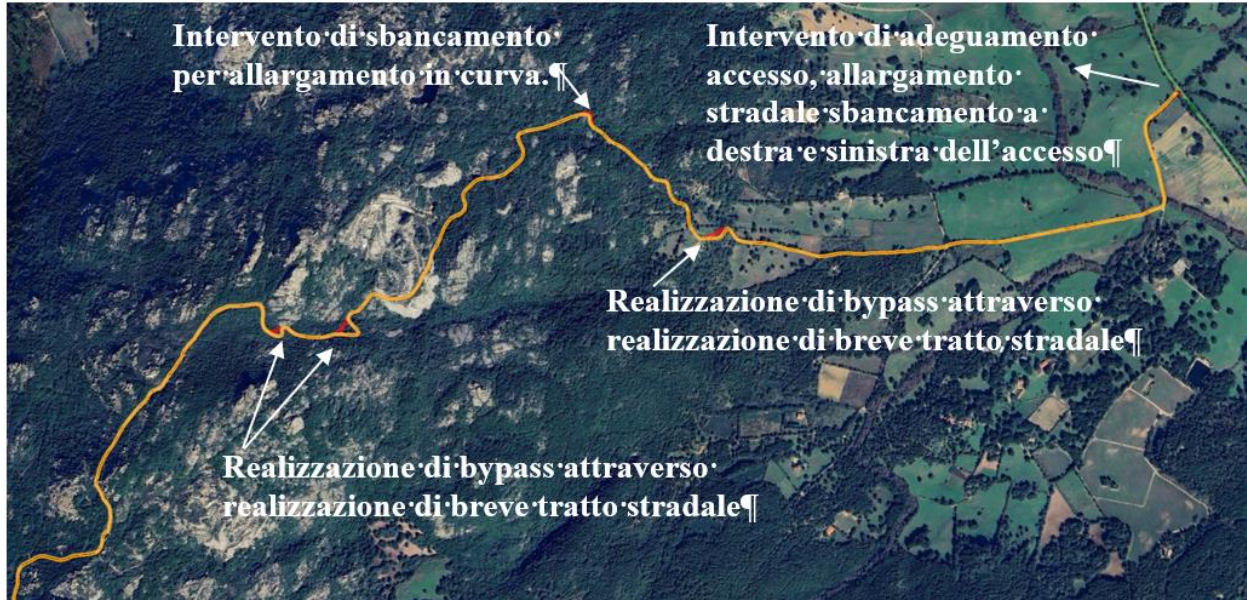 Intervento·di·sbancamento·
per·allargamento·in·curva.¶
Intervento·di·adeguamento·
accesso,·allargamento·
stradale·sbancamento·a·
destra·e·sinistra·dell’accesso¶
Realizzazione·di·bypass·attraverso·
realizzazione·di·breve·tratto·stradale¶
Realizzazione·di·bypass·attraverso·
realizzazione·di·breve·tratto·stradale¶